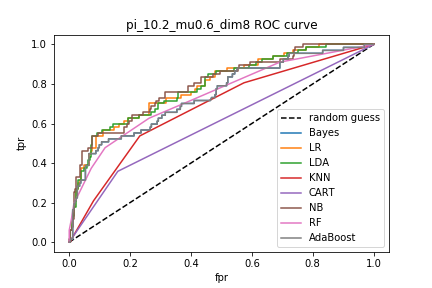 pi_10.2_mu0.6_dim8 ROC curve
tpr
1.0
0.8
0.6
0.4
0.2
0.0
random guess
Bayes
LR
LDA
KNN
CART
NB
RF
AdaBoost
0.0 0.2 0.4 0.6 0.8 1.0
fpr